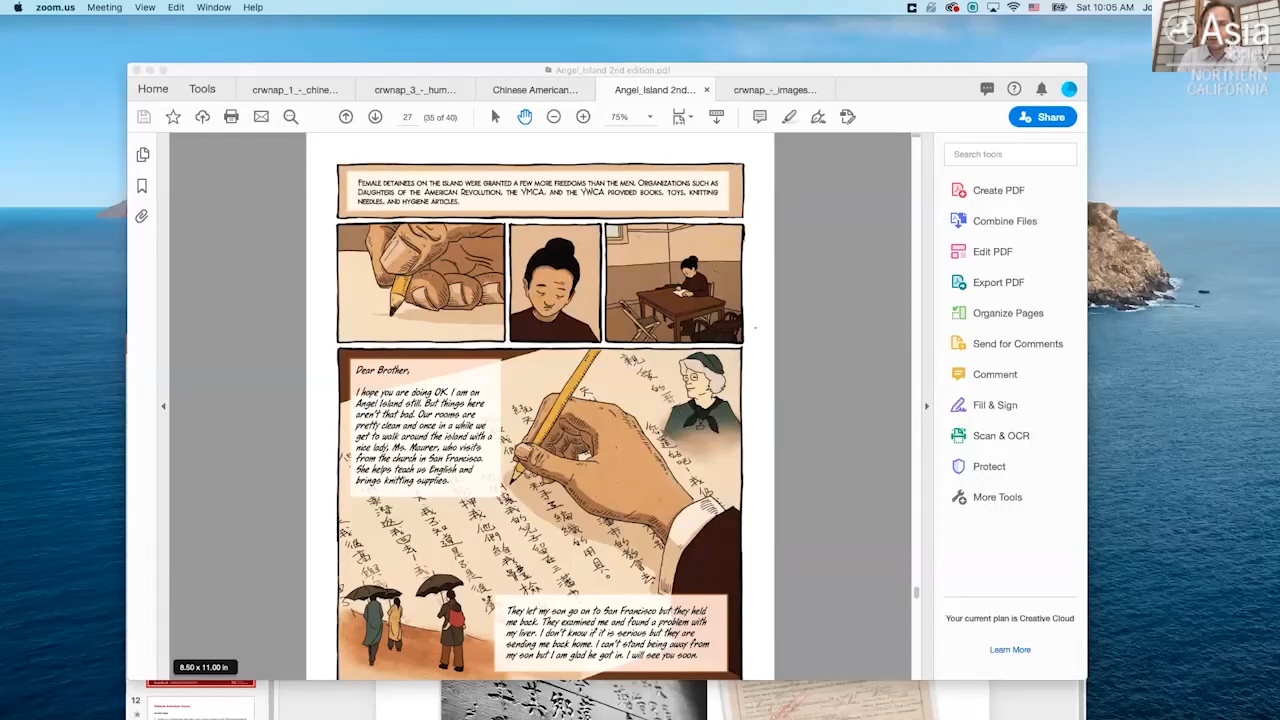 zoom.us Meeting View Edit Window Help
Sat 10:05 AM
Asia
Society
NORTHERN
CALIFORNIA
Angel_Island 2nd edition.pdf
Home Tools crwnap_1_-_chine... crwnap_3_-_hum... Chinese American... Angel_Island 2nd... × crwnap_-_images...
27 (35 of 40) 75% Share
Search tools
Create PDF
Combine Files
Edit PDF
Export PDF
Organize Pages
Send for Comments
Comment
Fill & Sign
Scan & OCR
Protect
More Tools
Your current plan is Creative Cloud
Learn More
FEMALE DETAINEES ON THE ISLAND WERE GRANTED A FEW MORE FREEDOMS THAN THE MEN. ORGANIZATIONS SUCH AS
DAUGHTERS OF THE AMERICAN REVOLUTION, THE YMCA, AND THE YWCA PROVIDED BOOKS, TOYS, KNITTING
NEEDLES, AND HYGIENE ARTICLES.
Dear Brother,
I hope you are doing OK. I am on
Angel Island still. But things here
aren't that bad. Our rooms are
pretty clean and once in a while we
get to walk around the island with a
nice lady, Ms. Maurer, who visits
from the church in San Francisco.
She helps teach us English and
brings knitting supplies.
They let my son go on to San Francisco but they held
me back. They examined me and found a problem with
my liver. I don't know if it is serious but they are
sending me back home. I can't stand being away from
my son but I am glad he got in. I will see you soon.
8.50 x 11.00 in
12